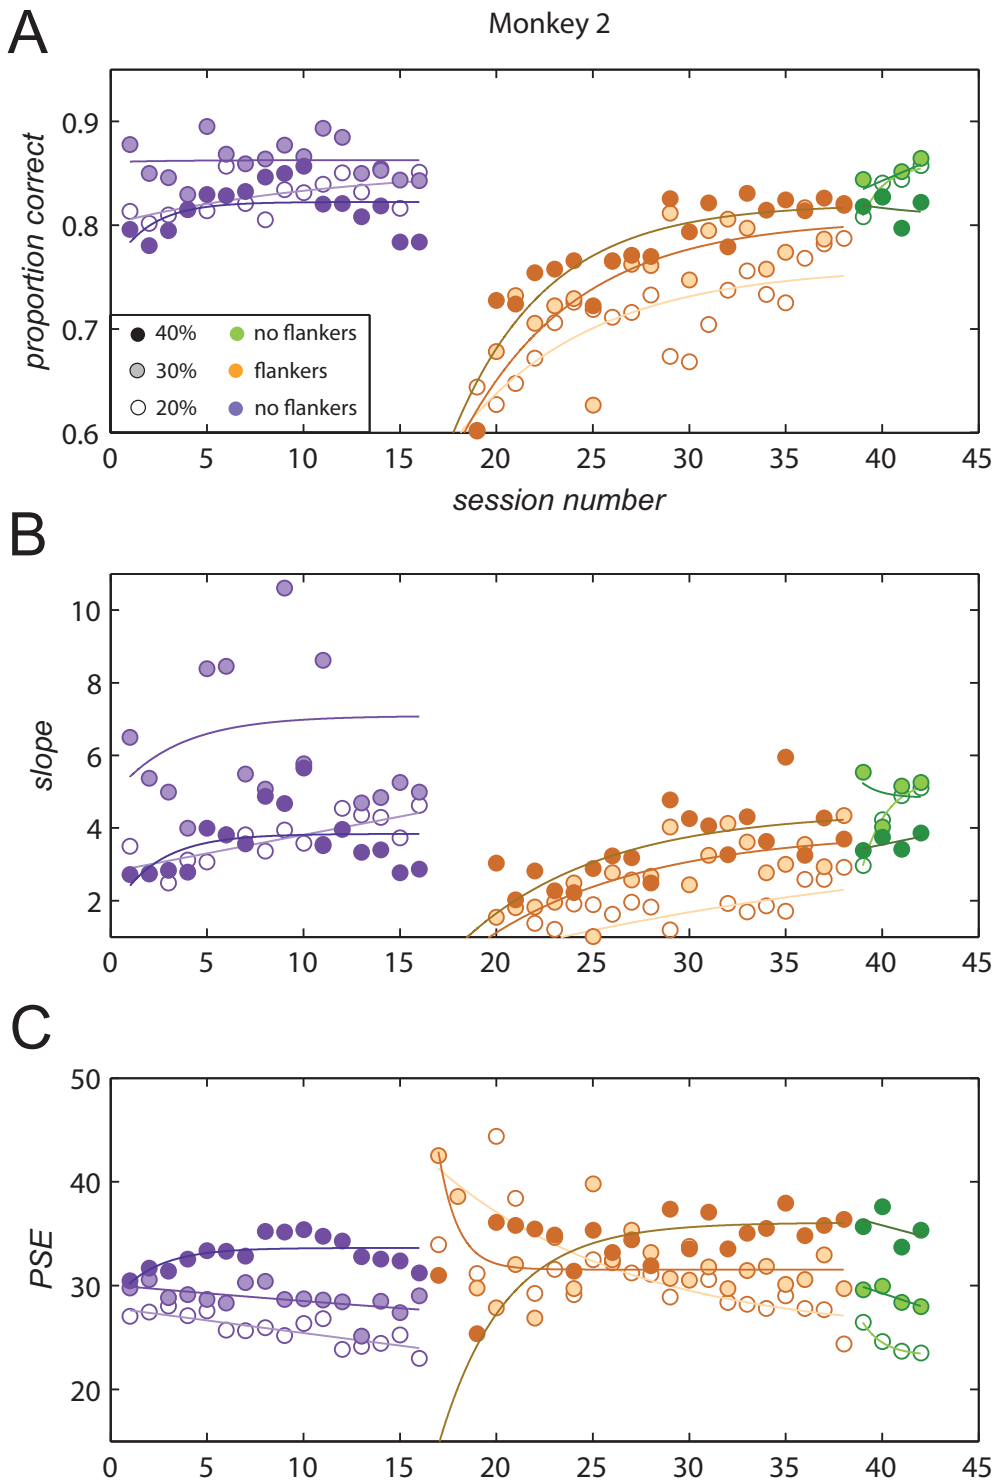 Monkey 2
A
proportion correct
0.9
0.8
0.7
0.6
40% no flankers
30% flankers
20% no flankers
0 5 10 15 20 25 30 35 40 45
session number
B
slope
10
8
6
4
2
0 5 10 15 20 25 30 35 40 45
C
PSE
50
40
30
20
0 5 10 15 20 25 30 35 40 45